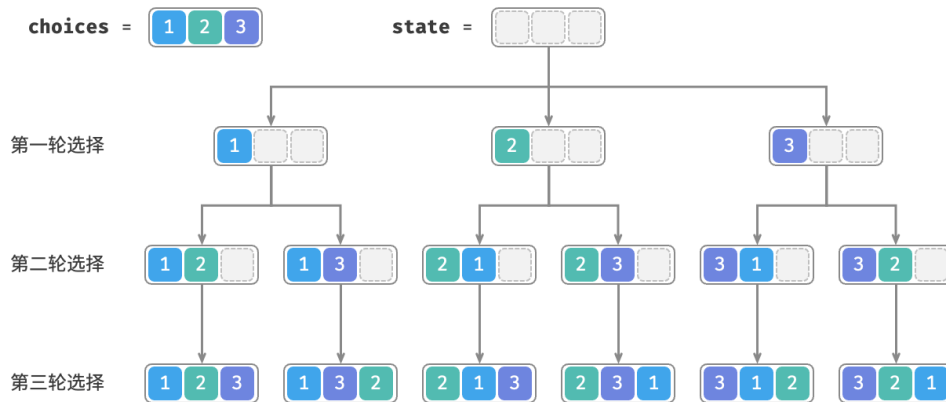 choices = 1 2 3 state =
第一轮选择 1 2 3
第二轮选择 1 2 1 3 2 1 2 3 3 1 3 2
第三轮选择 1 2 3 1 3 2 2 1 3 2 3 1 3 1 2 3 2 1